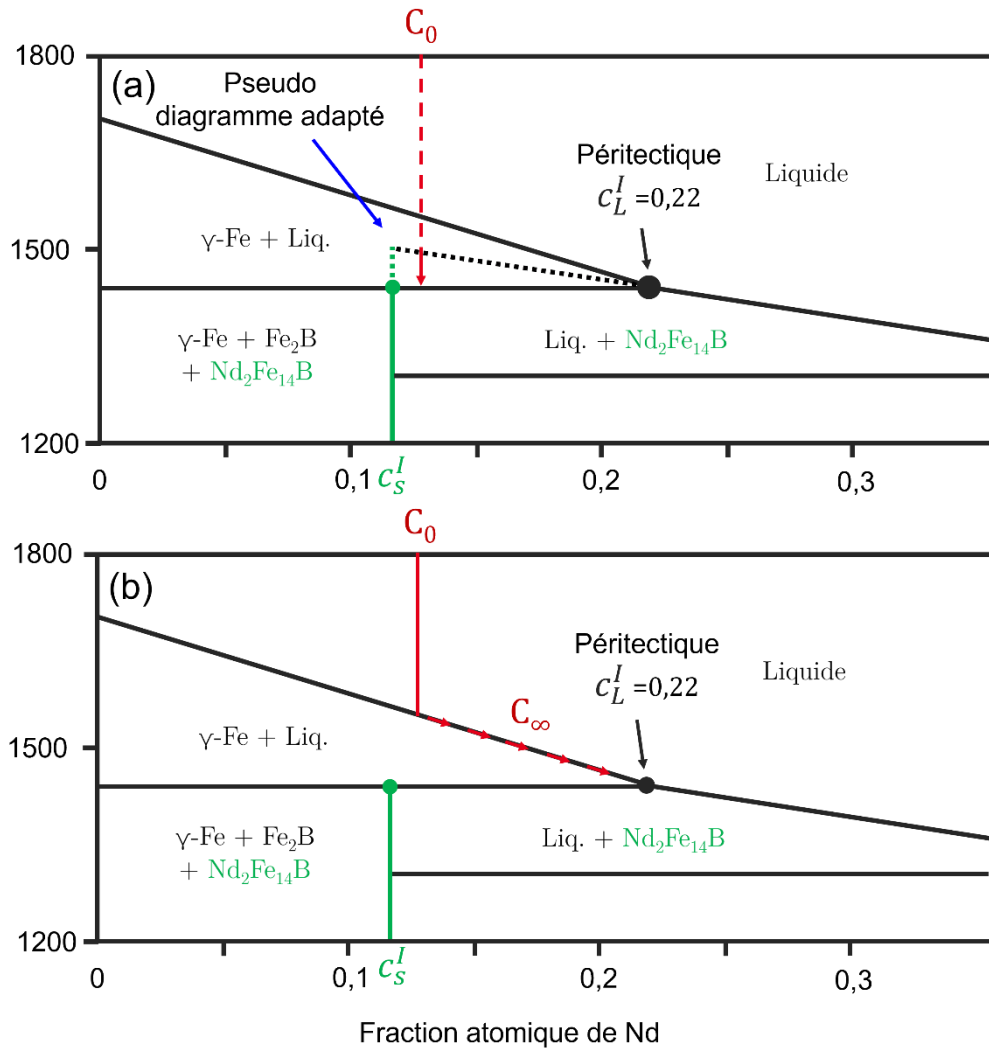 C₀
1800
(a)
Pseudo
diagramme adapté
Péritectique
c_L^I =0,22
Liquide
1500
γ-Fe + Liq.
γ-Fe + Fe₂B
+ Nd₂Fe₁₄B
Liq. + Nd₂Fe₁₄B
1200
0
0,1
c_s^I
0,2
0,3
C₀
1800
(b)
Péritectique
c_L^I =0,22
Liquide
C∞
1500
γ-Fe + Liq.
γ-Fe + Fe₂B
+ Nd₂Fe₁₄B
Liq. + Nd₂Fe₁₄B
1200
0
0,1
c_s^I
0,2
0,3
Fraction atomique de Nd